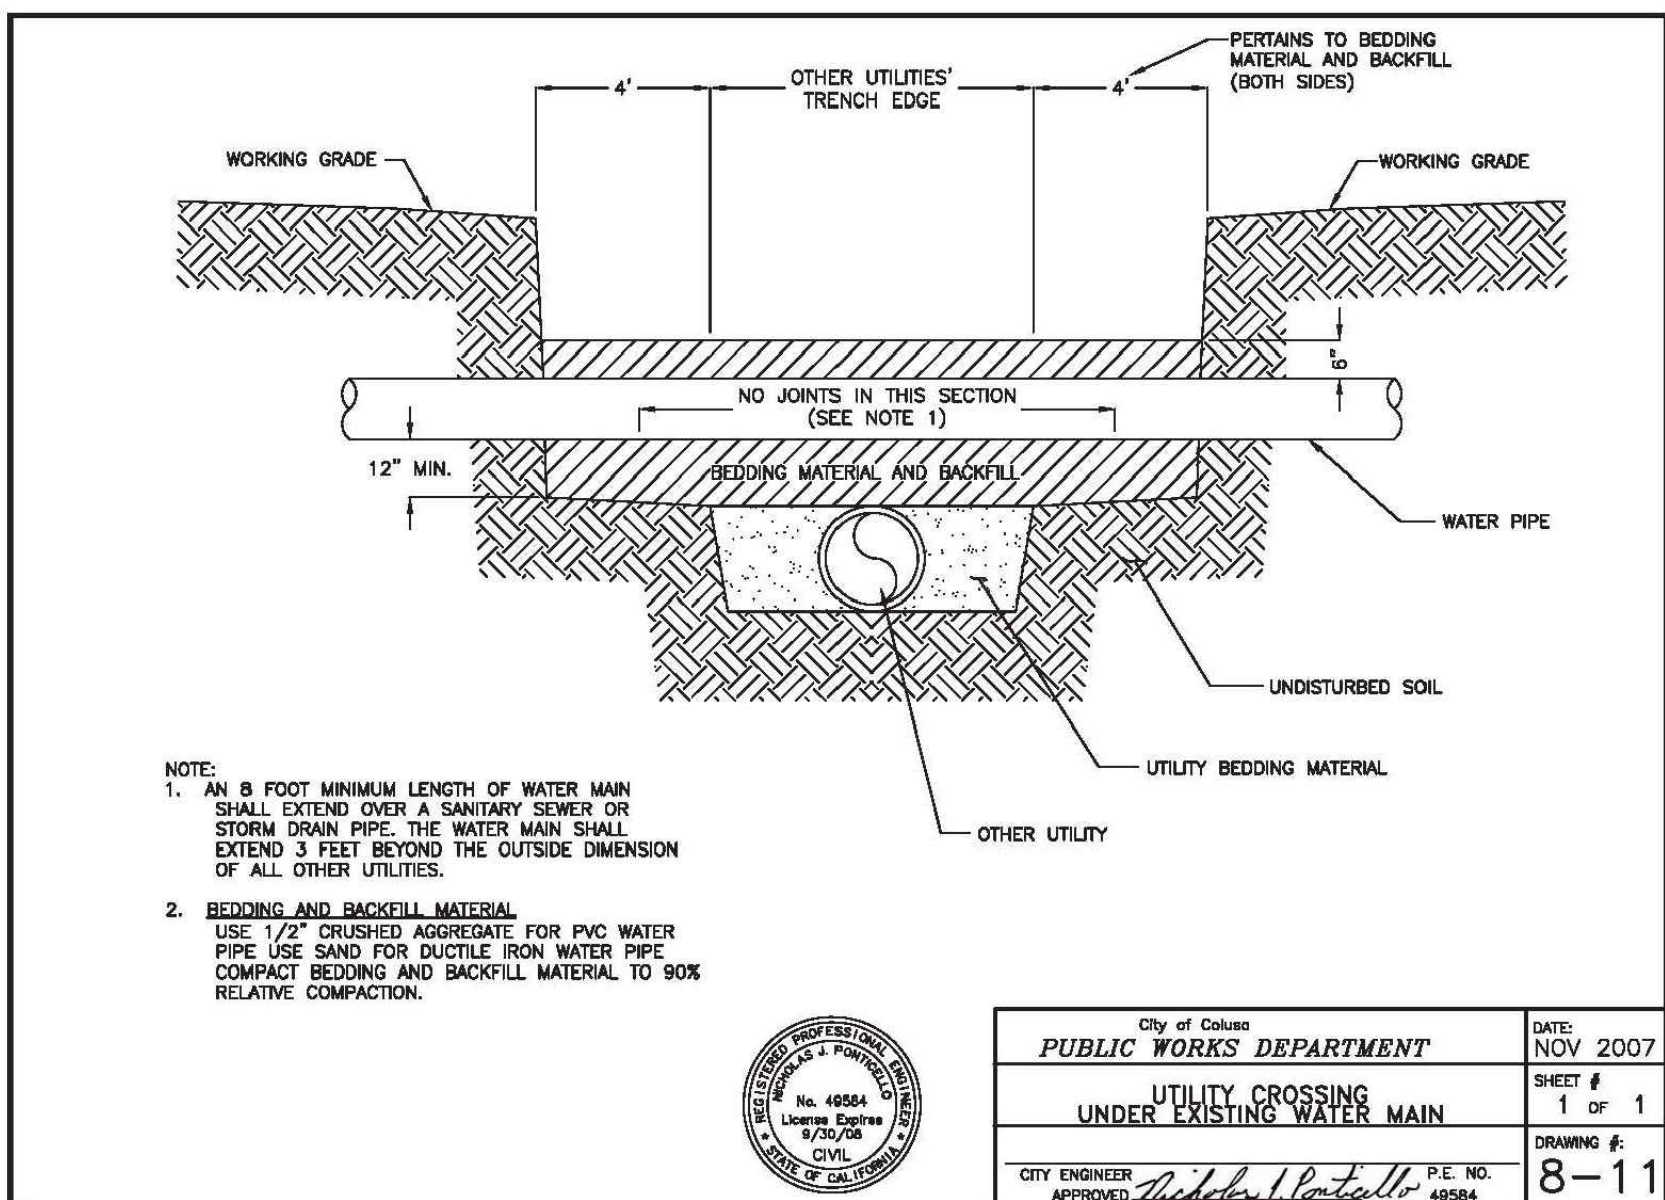 PERTAINS TO BEDDING
MATERIAL AND BACKFILL
(BOTH SIDES)
4'
OTHER UTILITIES'
TRENCH EDGE
4'
WORKING GRADE
WORKING GRADE
6"
NO JOINTS IN THIS SECTION
(SEE NOTE 1)
12" MIN.
BEDDING MATERIAL AND BACKFILL
WATER PIPE
UNDISTURBED SOIL
UTILITY BEDDING MATERIAL
OTHER UTILITY
NOTE:
1. AN 8 FOOT MINIMUM LENGTH OF WATER MAIN
SHALL EXTEND OVER A SANITARY SEWER OR
STORM DRAIN PIPE. THE WATER MAIN SHALL
EXTEND 3 FEET BEYOND THE OUTSIDE DIMENSION
OF ALL OTHER UTILITIES.
2. BEDDING AND BACKFILL MATERIAL
USE 1/2" CRUSHED AGGREGATE FOR PVC WATER
PIPE USE SAND FOR DUCTILE IRON WATER PIPE
COMPACT BEDDING AND BACKFILL MATERIAL TO 90%
RELATIVE COMPACTION.
REGISTERED PROFESSIONAL ENGINEER
NICHOLAS J. PONTICELLO
No. 49584
License Expires
9/30/08
CIVIL
STATE OF CALIFORNIA
City of Colusa
PUBLIC WORKS DEPARTMENT
UTILITY CROSSING
UNDER EXISTING WATER MAIN
CITY ENGINEER
APPROVED Nicholas J. Ponticello
P.E. NO.
49584
DATE:
NOV 2007
SHEET #
1 OF 1
DRAWING #:
8-11